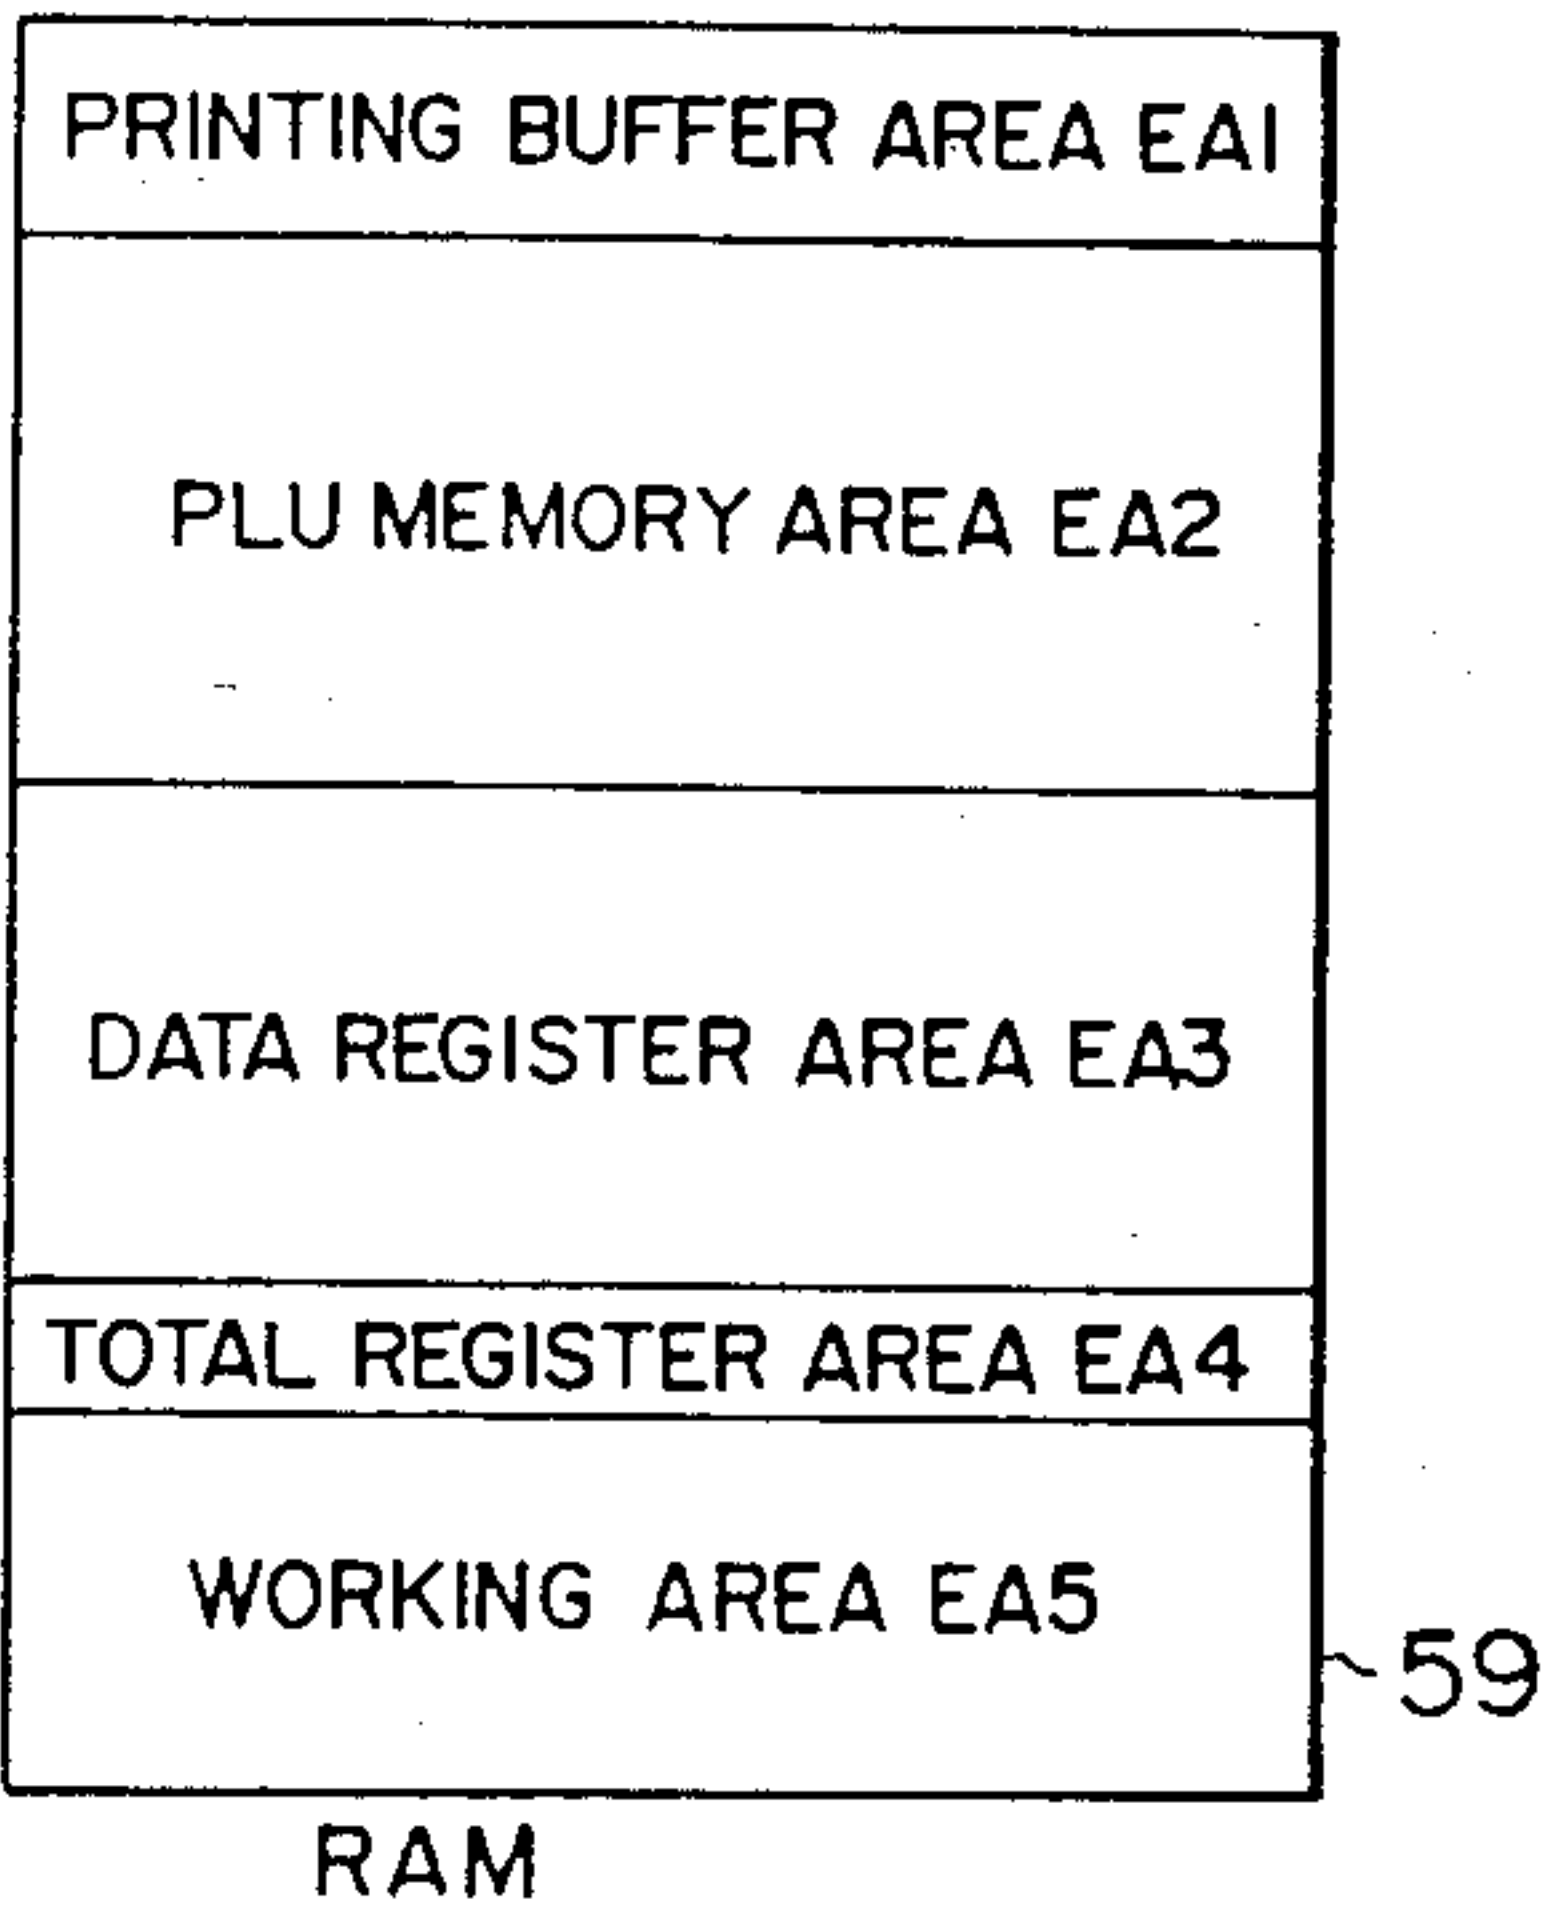 PRINTING BUFFER AREA EA1
PLU MEMORY AREA EA2
DATA REGISTER AREA EA3
TOTAL REGISTER AREA EA4
WORKING AREA EA5
59
RAM